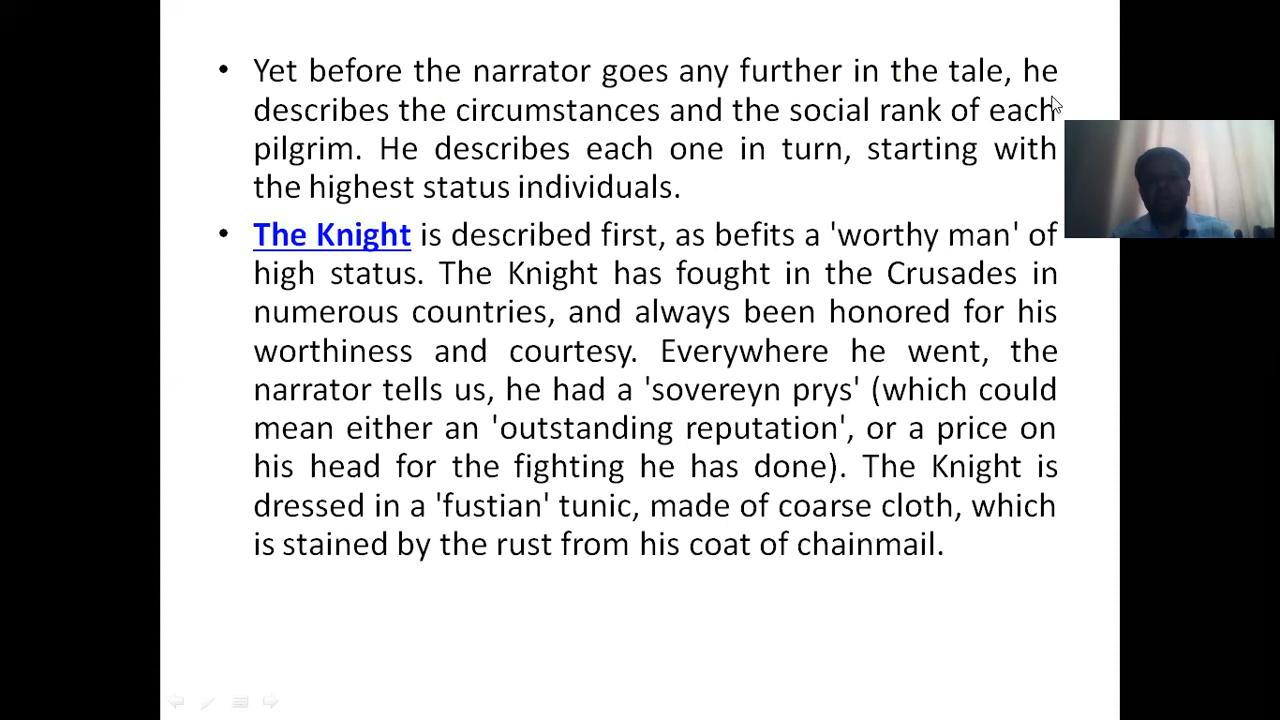 • Yet before the narrator goes any further in the tale, he
describes the circumstances and the social rank of each
pilgrim. He describes each one in turn, starting with
the highest status individuals.
• The Knight is described first, as befits a 'worthy man' of
high status. The Knight has fought in the Crusades in
numerous countries, and always been honored for his
worthiness and courtesy. Everywhere he went, the
narrator tells us, he had a 'sovereyn prys' (which could
mean either an 'outstanding reputation', or a price on
his head for the fighting he has done). The Knight is
dressed in a 'fustian' tunic, made of coarse cloth, which
is stained by the rust from his coat of chainmail.